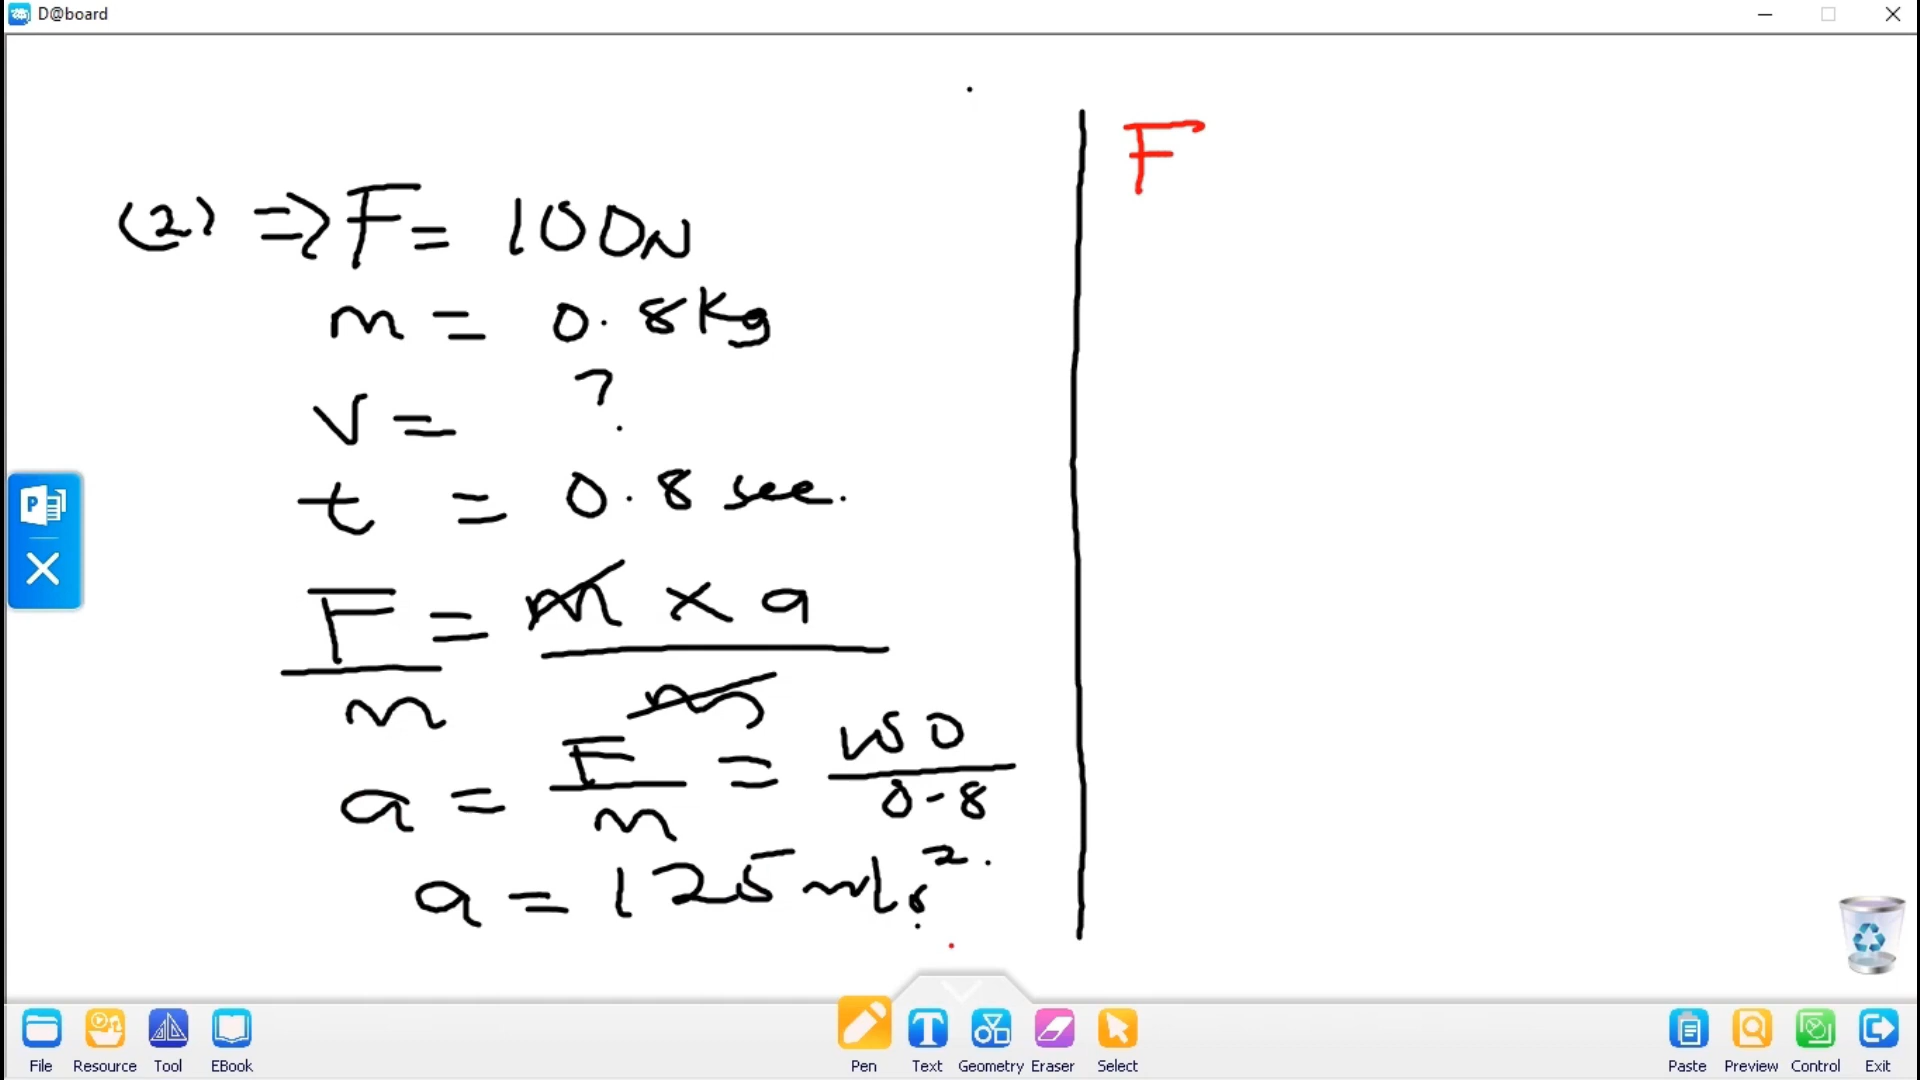 D@board
(2) => F = 100N
m = 0.8Kg
v = ?
t = 0.8 sec.
F/m = m x a/m
a = F/m = 100/0.8
a = 125m/s².
F
File Resource Tool EBook Pen Text Geometry Eraser Select Paste Preview Control Exit